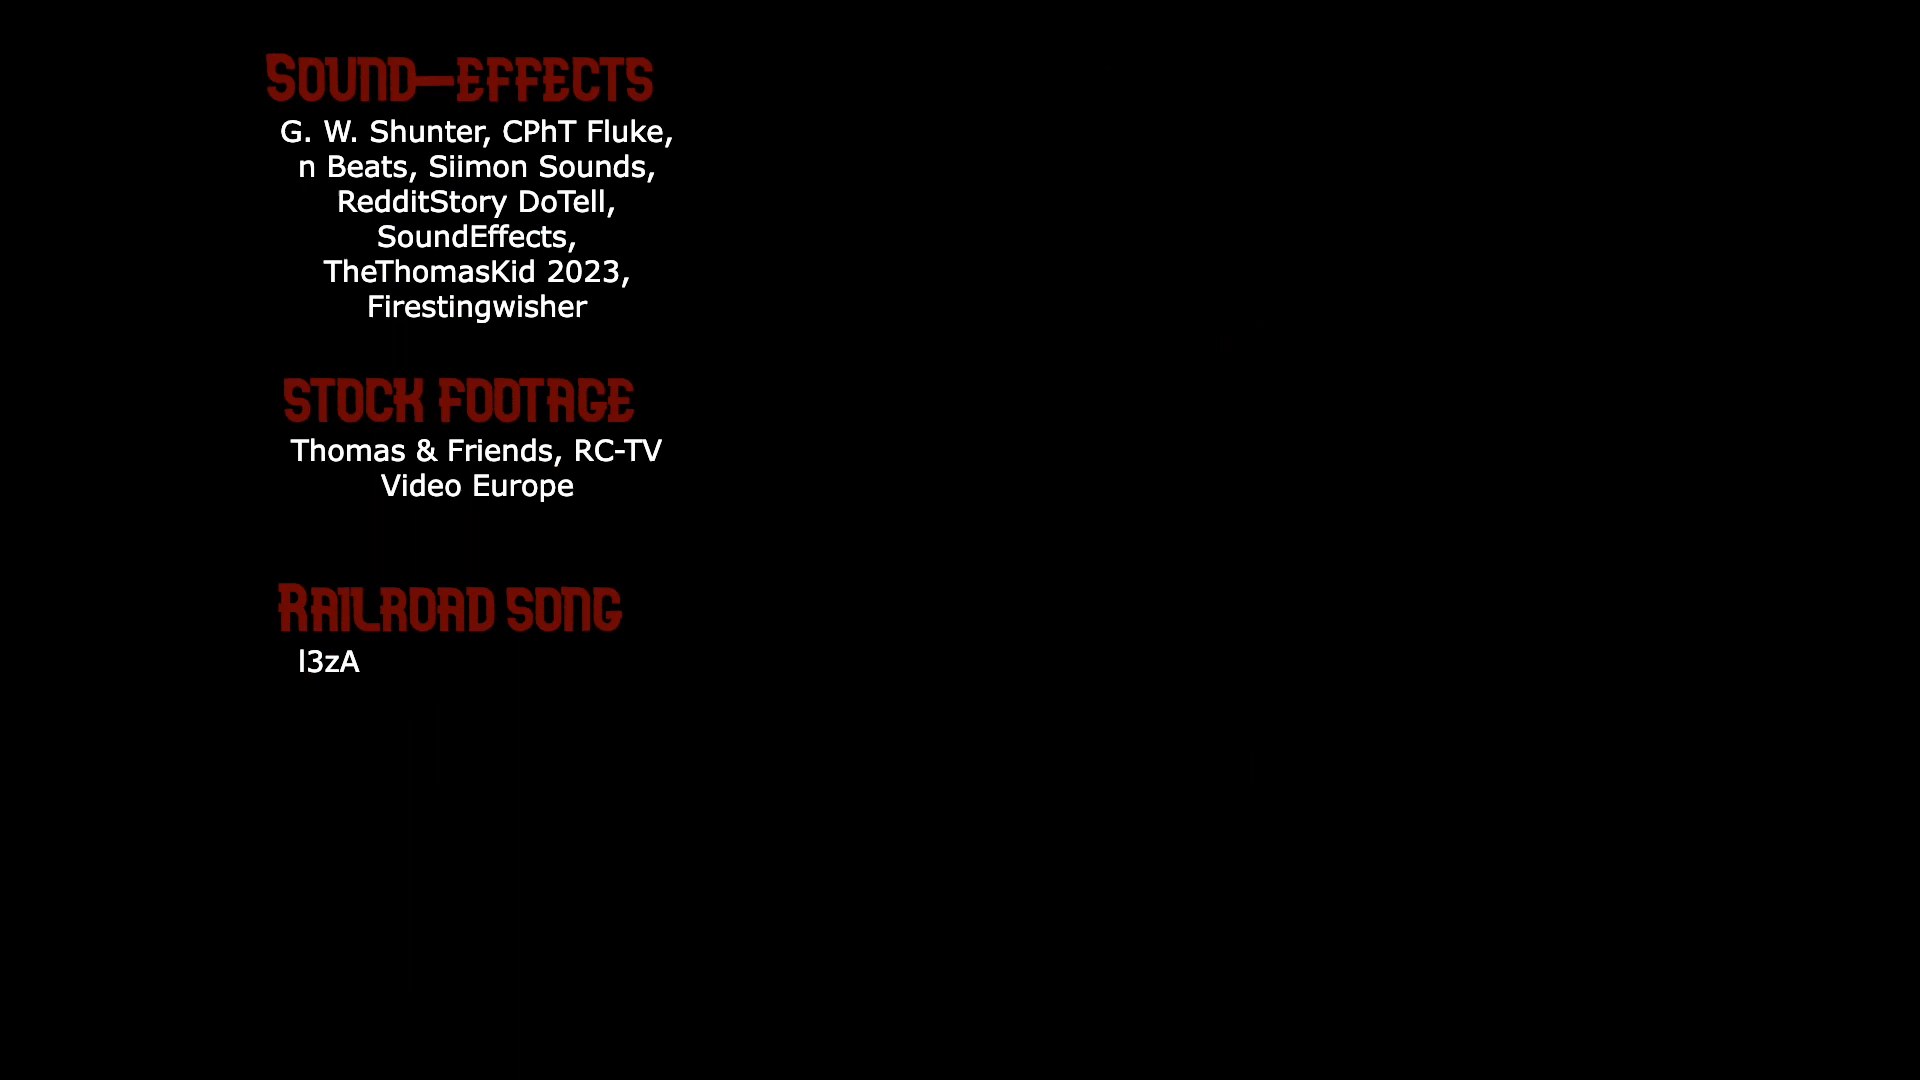 Sound-effects
G. W. Shunter, CPhT Fluke,
n Beats, Siimon Sounds,
RedditStory DoTell,
SoundEffects,
TheThomasKid 2023,
Firestingwisher
stock footage
Thomas & Friends, RC-TV
Video Europe
Railroad song
l3zA